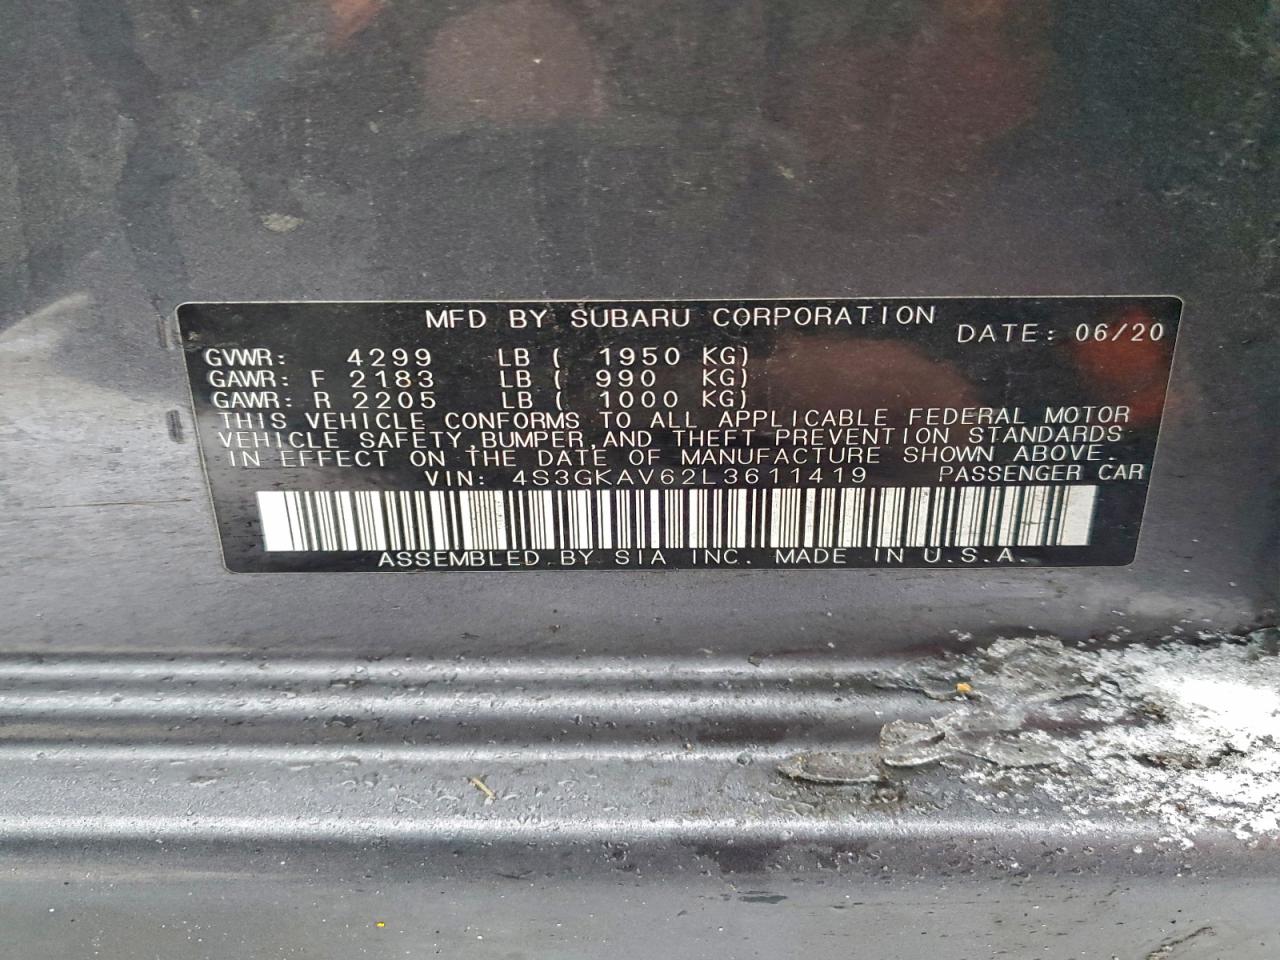 MFD BY SUBARU CORPORATION DATE: 06/20
GVWR: 4299 LB ( 1950 KG)
GAWR: F 2183 LB ( 990 KG)
GAWR: R 2205 LB ( 1000 KG)
THIS VEHICLE CONFORMS TO ALL APPLICABLE FEDERAL MOTOR
VEHICLE SAFETY, BUMPER, AND THEFT PREVENTION STANDARDS
IN EFFECT ON THE DATE OF MANUFACTURE SHOWN ABOVE.
VIN: 4S3GKAV62L3611419 PASSENGER CAR
ASSEMBLED BY SIA INC. MADE IN U.S.A.